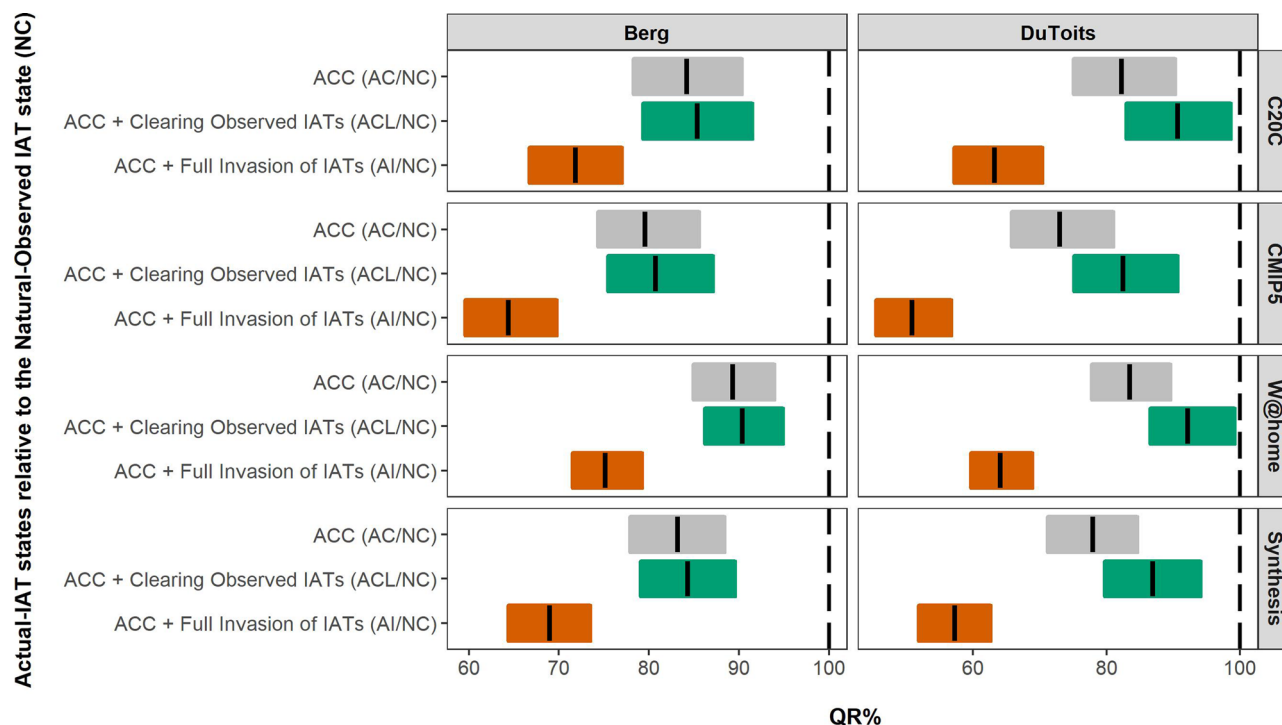 Actual-IAT states relative to the Natural-Observed IAT state (NC)
Berg
DuToits
ACC (AC/NC)
ACC + Clearing Observed IATs (ACL/NC)
ACC + Full Invasion of IATs (AI/NC)
C20C
ACC (AC/NC)
ACC + Clearing Observed IATs (ACL/NC)
ACC + Full Invasion of IATs (AI/NC)
CMIP5
ACC (AC/NC)
ACC + Clearing Observed IATs (ACL/NC)
ACC + Full Invasion of IATs (AI/NC)
W@home
ACC (AC/NC)
ACC + Clearing Observed IATs (ACL/NC)
ACC + Full Invasion of IATs (AI/NC)
Synthesis
60 70 80 90 100
60 80 100
QR%